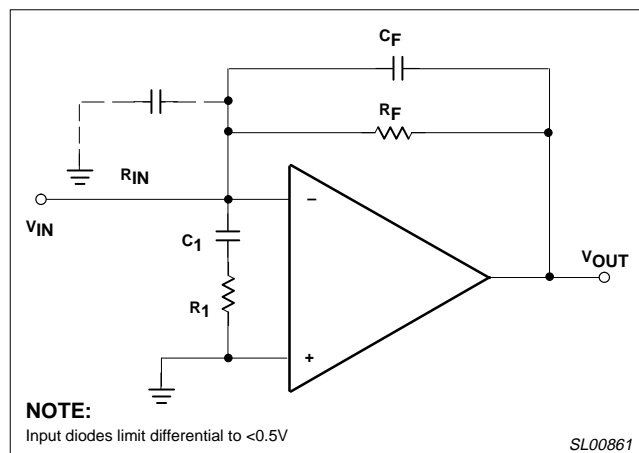 CF
RF
RIN
VIN
−
C1
VOUT
R1
+
NOTE:
Input diodes limit differential to <0.5V
SL00861